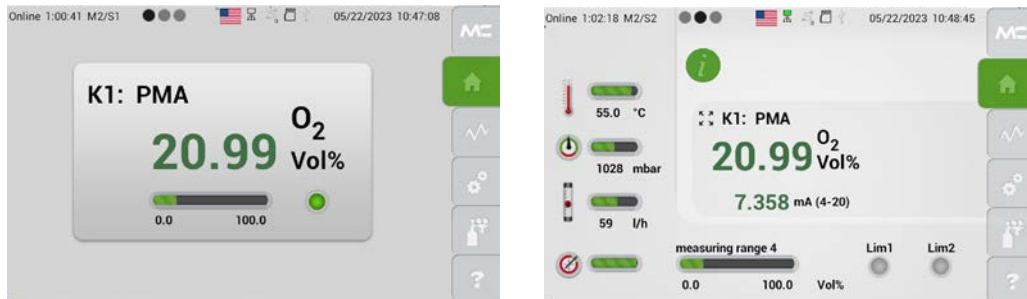 Online 1:00:41 M2/S1 05/22/2023 10:47:08
MC
K1: PMA
O2
20.99 Vol%
0.0 100.0
?
Online 1:02:18 M2/S2 05/22/2023 10:48:45
MC
i
55.0 °C
K1: PMA
O2
20.99 Vol%
1028 mbar
7.358 mA (4-20)
59 l/h
measuring range 4 Lim1 Lim2
0.0 100.0 Vol%
?